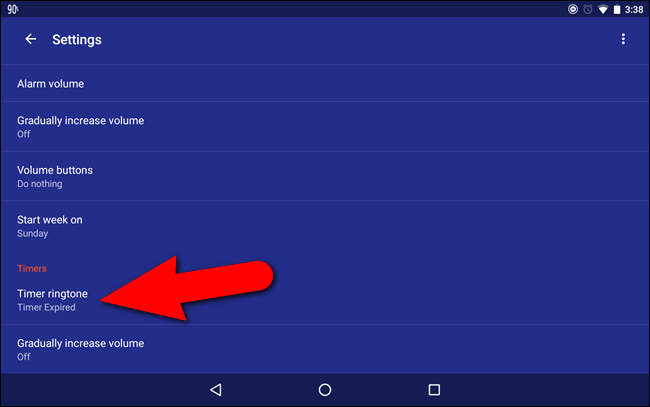 90% 3:38
Settings
Alarm volume
Gradually increase volume
Off
Volume buttons
Do nothing
Start week on
Sunday
Timers
Timer ringtone
Timer Expired
Gradually increase volume
Off